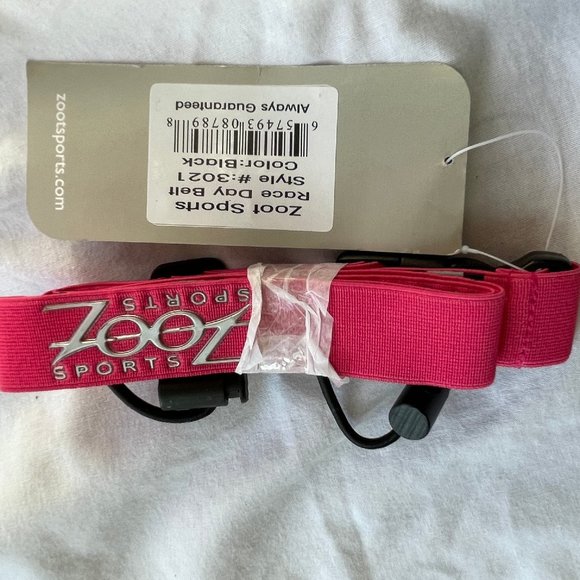 zootsports.com
Zoot Sports
Race Day Belt
Style #:3021
Color:Black
6 57493 08789 8
Always Guaranteed
ZOOT
SPORTS
SPORTS